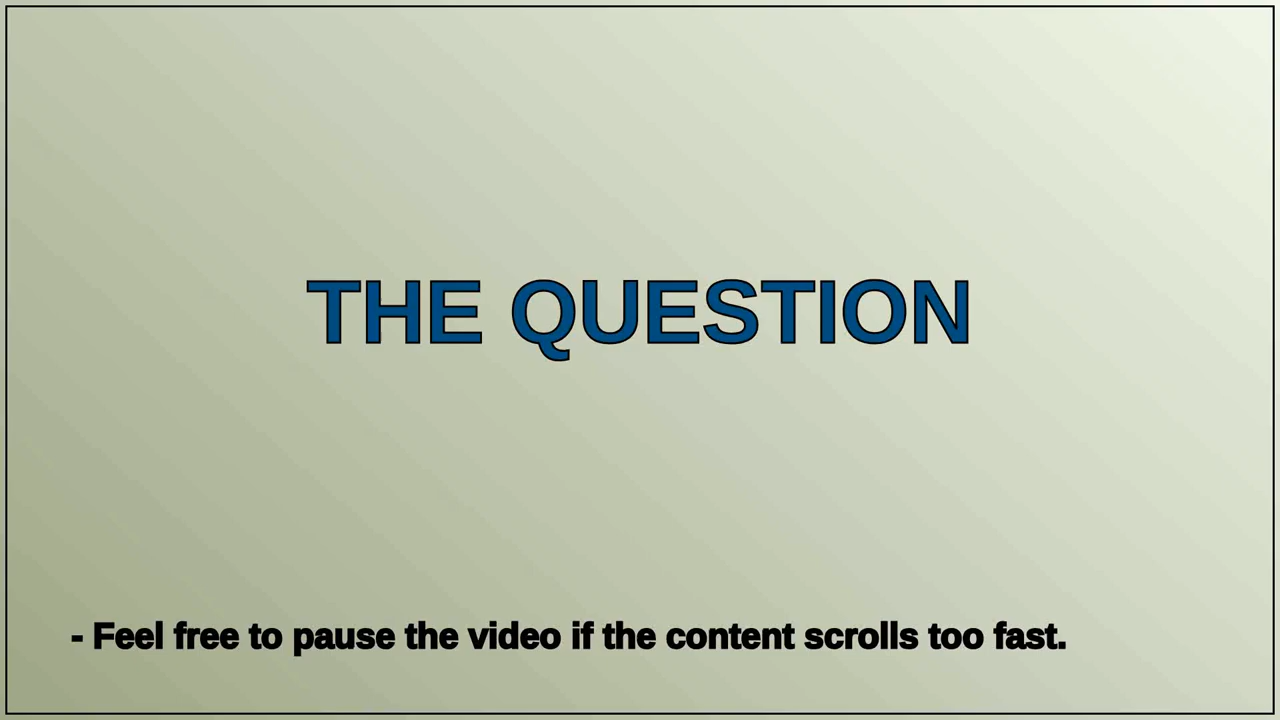 THE QUESTION
- Feel free to pause the video if the content scrolls too fast.